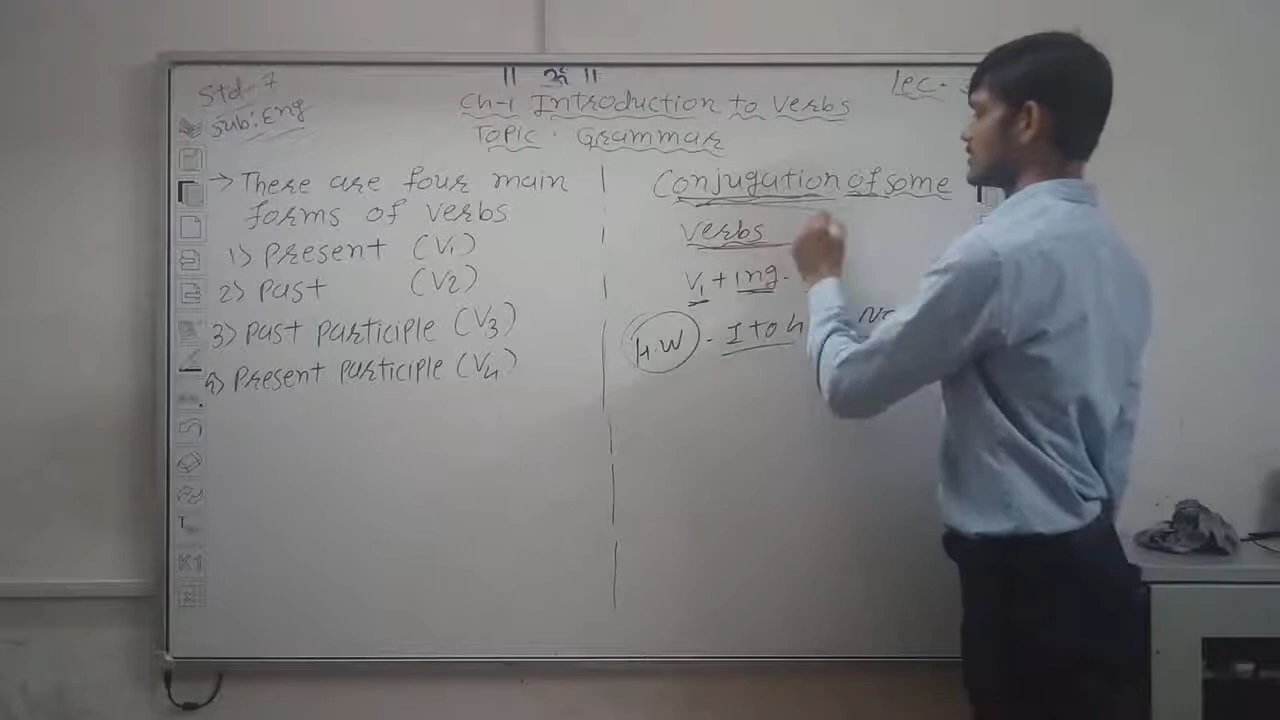 || ॐ ||
Std-7
Sub: Eng
Lec-
Ch-1 Introduction to Verbs
Topic : Grammar
→ There are four main
forms of verbs
1) Present (V1)
2) Past (V2)
3) Past participle (V3)
4) Present participle (V4)
Conjugation of some
verbs
V1 + ing -
H.W -
K1